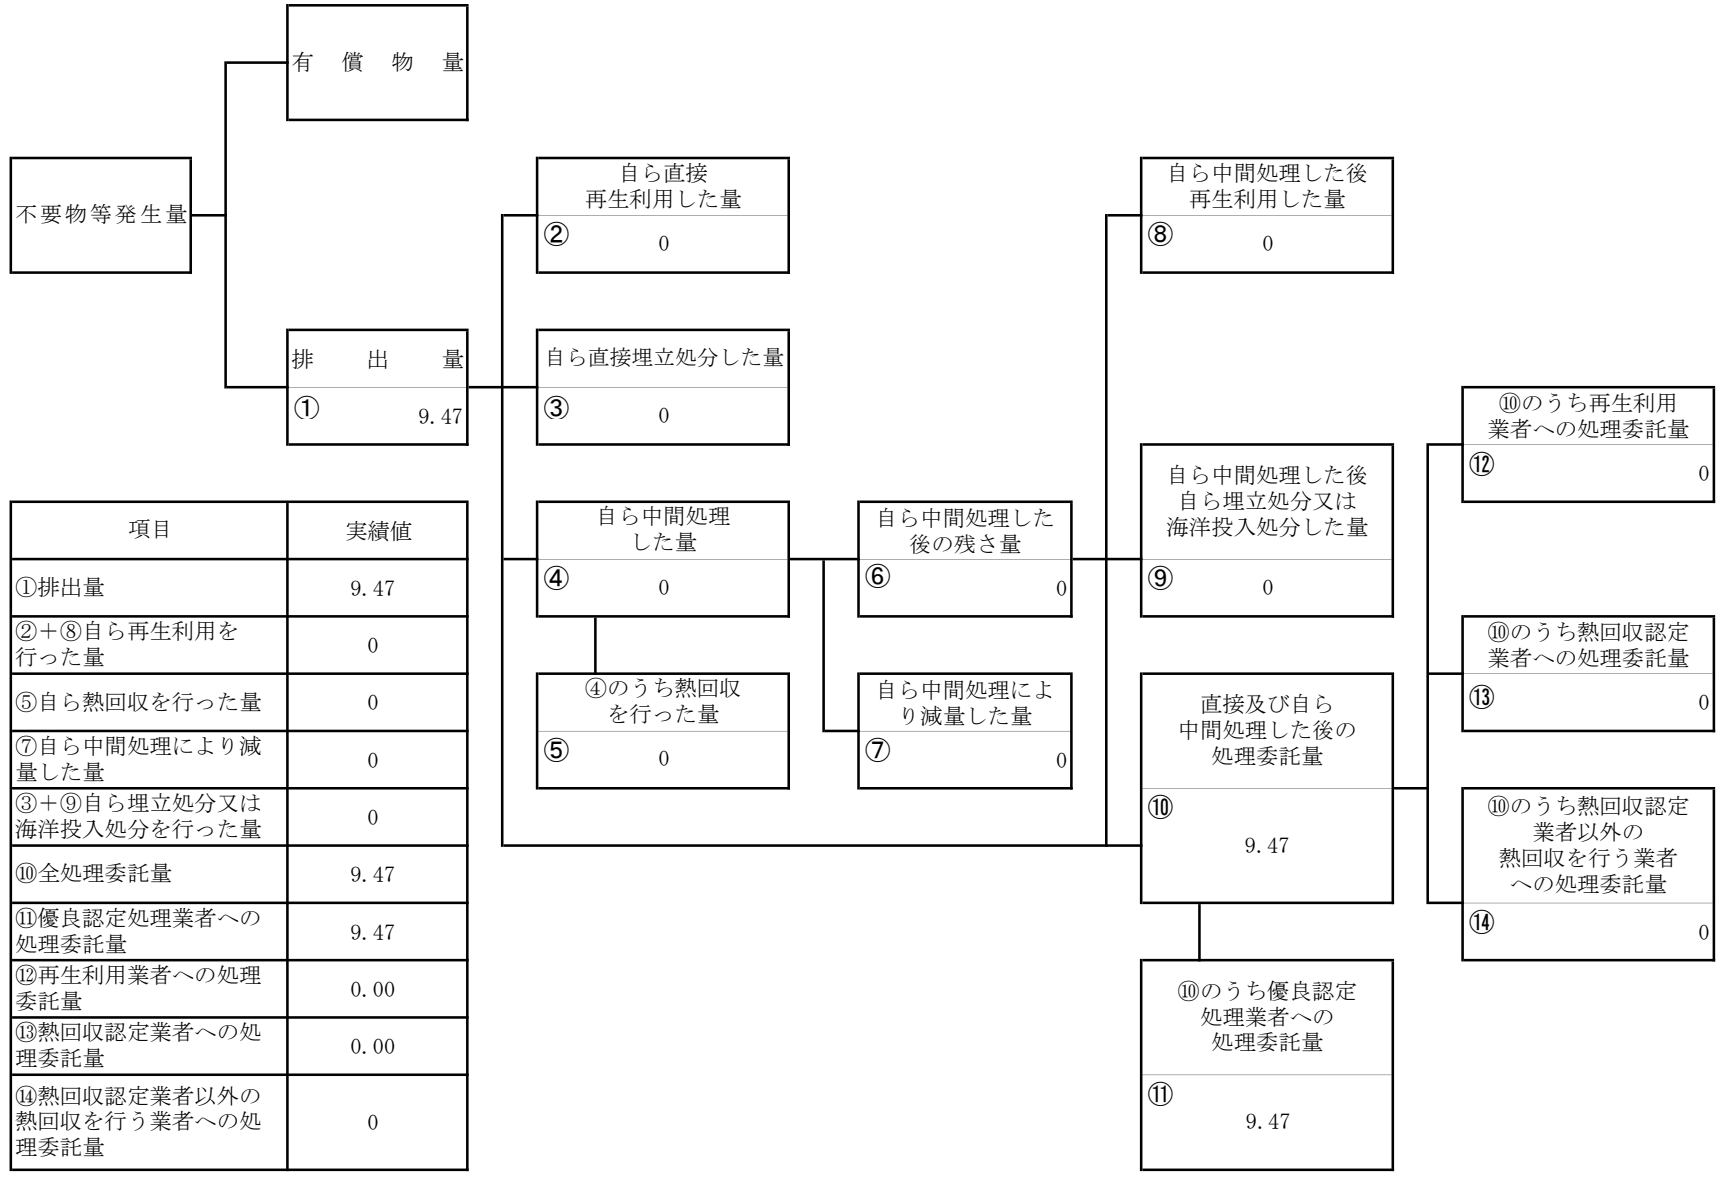 有償物量
不要物等発生量
排出量
①
9.47
自ら直接
再生利用した量
②
0
自ら直接埋立処分した量
③
0
自ら中間処理
した量
④
0
④のうち熱回収
を行った量
⑤
0
自ら中間処理した
後の残さ量
⑥
0
自ら中間処理によ
り減量した量
⑦
0
自ら中間処理した後
再生利用した量
⑧
0
自ら中間処理した後
自ら埋立処分又は
海洋投入処分した量
⑨
0
直接及び自ら
中間処理した後の
処理委託量
⑩
9.47
⑩のうち優良認定
処理業者への
処理委託量
⑪
9.47
⑩のうち再生利用
業者への処理委託量
⑫
0
⑩のうち熱回収認定
業者への処理委託量
⑬
0
⑩のうち熱回収認定
業者以外の
熱回収を行う業者
への処理委託量
⑭
0
項目 実績値
①排出量 9.47
②+⑧自ら再生利用を
行った量
0
⑤自ら熱回収を行った量 0
⑦自ら中間処理により減
量した量
0
③+⑨自ら埋立処分又は
海洋投入処分を行った量
0
⑩全処理委託量 9.47
⑪優良認定処理業者への
処理委託量
9.47
⑫再生利用業者への処理
委託量
0.00
⑬熱回収認定業者への処
理委託量
0.00
⑭熱回収認定業者以外の
熱回収を行う業者への処
理委託量
0